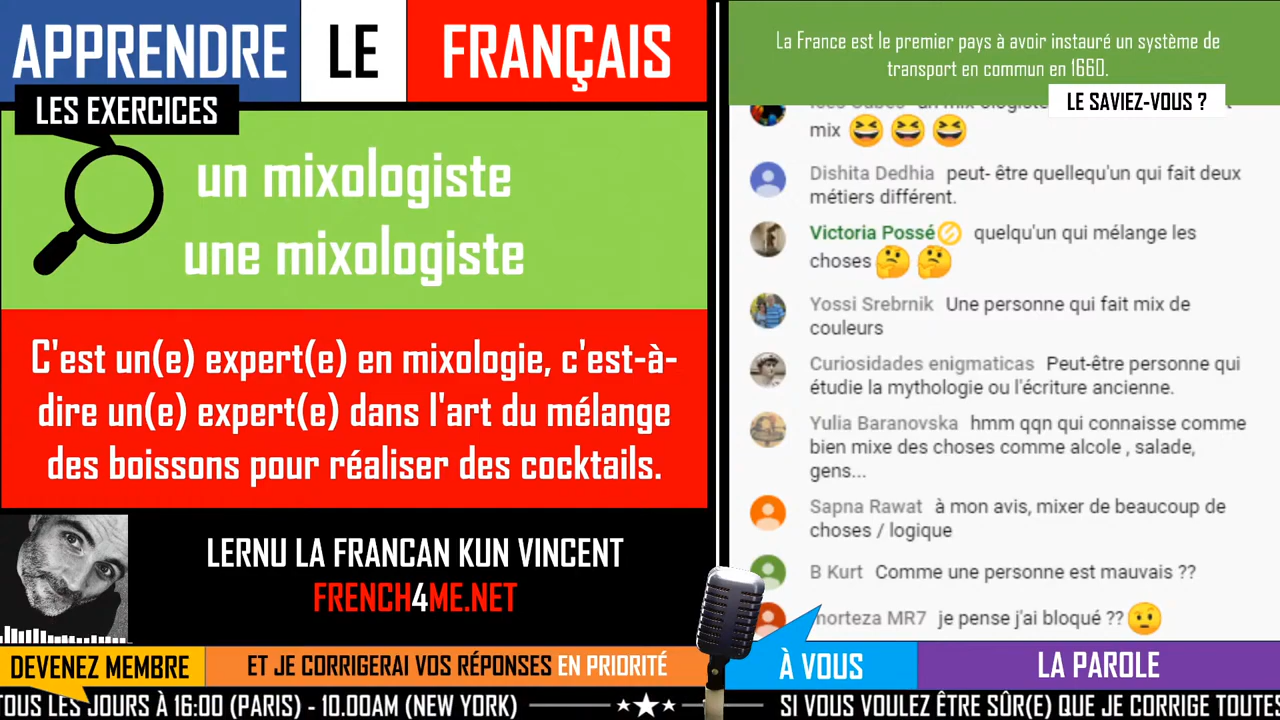 APPRENDRE LE FRANÇAIS
LES EXERCICES
un mixologiste
une mixologiste
C'est un(e) expert(e) en mixologie, c'est-à-
dire un(e) expert(e) dans l'art du mélange
des boissons pour réaliser des cocktails.
LERNU LA FRANCAN KUN VINCENT
FRENCH4ME.NET
DEVENEZ MEMBRE
ET JE CORRIGERAI VOS RÉPONSES EN PRIORITÉ
La France est le premier pays à avoir instauré un système de
transport en commun en 1660.
LE SAVIEZ-VOUS ?
mix 😆 😆 😆
Dishita Dedhia peut- être quellequ'un qui fait deux
métiers différent.
Victoria Possé quelqu'un qui mélange les
choses 🤔 🤔
Yossi Srebrnik Une personne qui fait mix de
couleurs
Curiosidades enigmaticas Peut-être personne qui
étudie la mythologie ou l'écriture ancienne.
Yulia Baranovska hmm qqn qui connaisse comme
bien mixe des choses comme alcole , salade,
gens...
Sapna Rawat à mon avis, mixer de beaucoup de
choses / logique
B Kurt Comme une personne est mauvais ??
morteza MR7 je pense j'ai bloqué ?? 🤨
À VOUS
LA PAROLE
TOUS LES JOURS À 16:00 (PARIS) - 10.00AM (NEW YORK)
SI VOUS VOULEZ ÊTRE SÛR(E) QUE JE CORRIGE TOUTES